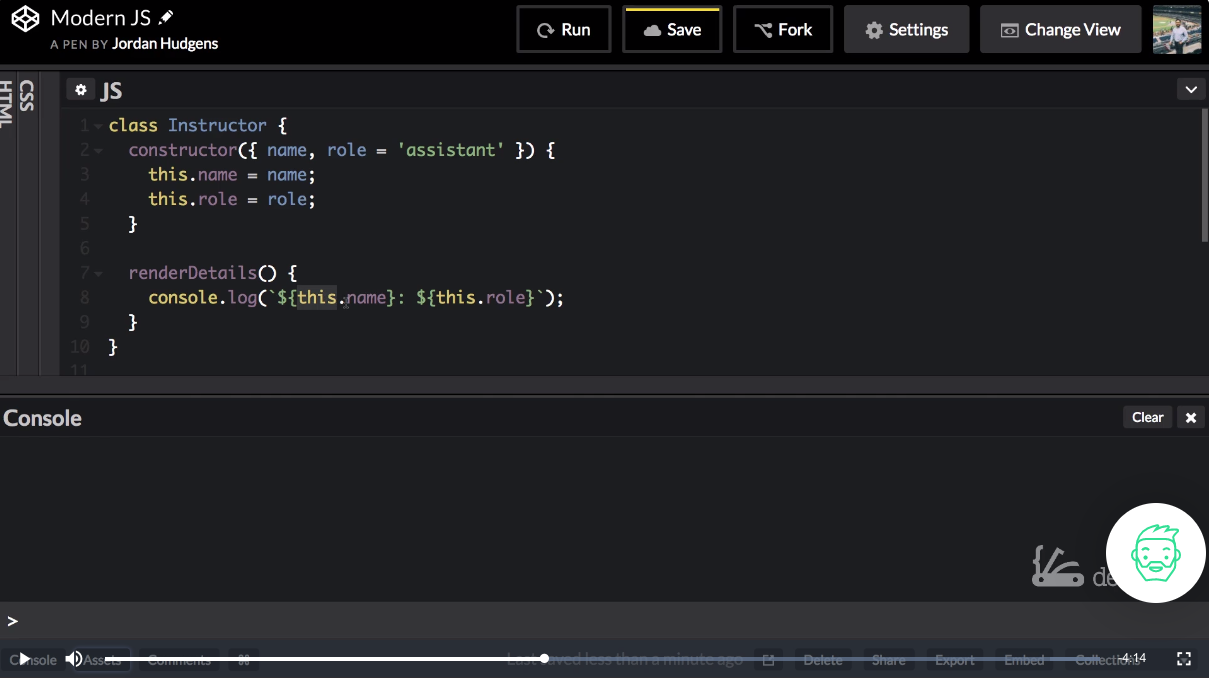 Modern JS
A PEN BY Jordan Hudgens
Run
Save
Fork
Settings
Change View
HTML
CSS
JS
1 class Instructor {
2 constructor({ name, role = 'assistant' }) {
3 this.name = name;
4 this.role = role;
5 }
6
7 renderDetails() {
8 console.log(`${this.name}: ${this.role}`);
9 }
10 }
11
Console
Clear
>
Console
Assets
Comments
⌘
Last saved less than a minute ago
Delete
Share
Export
Embed
Collections
-4:14